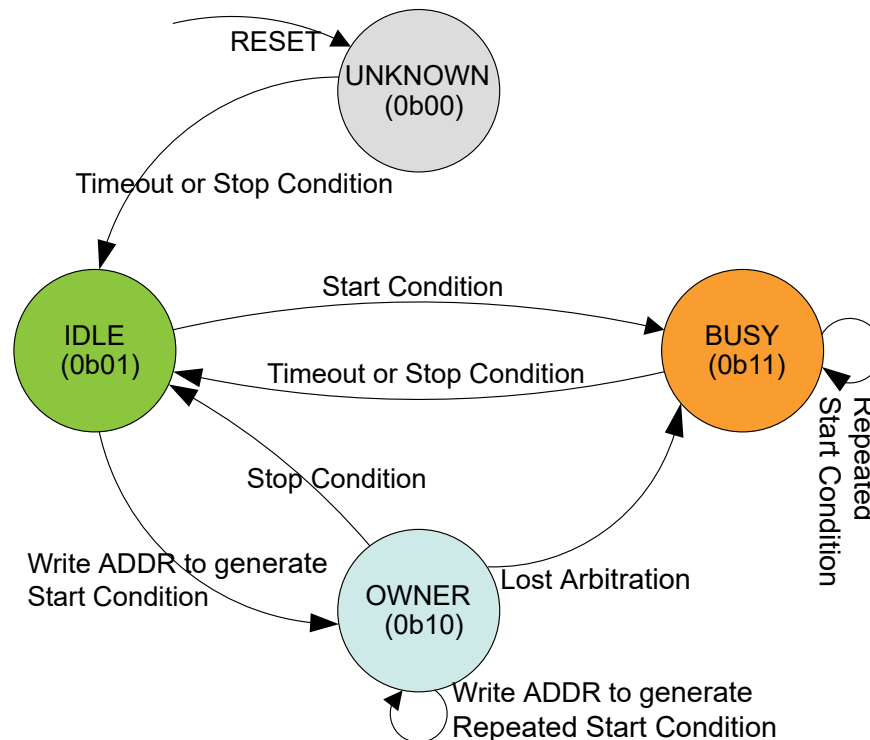 RESET
UNKNOWN
(0b00)
Timeout or Stop Condition
Start Condition
IDLE
(0b01)
BUSY
(0b11)
Timeout or Stop Condition
Repeated
Start Condition
Stop Condition
Write ADDR to generate
Start Condition
Lost Arbitration
OWNER
(0b10)
Write ADDR to generate
Repeated Start Condition